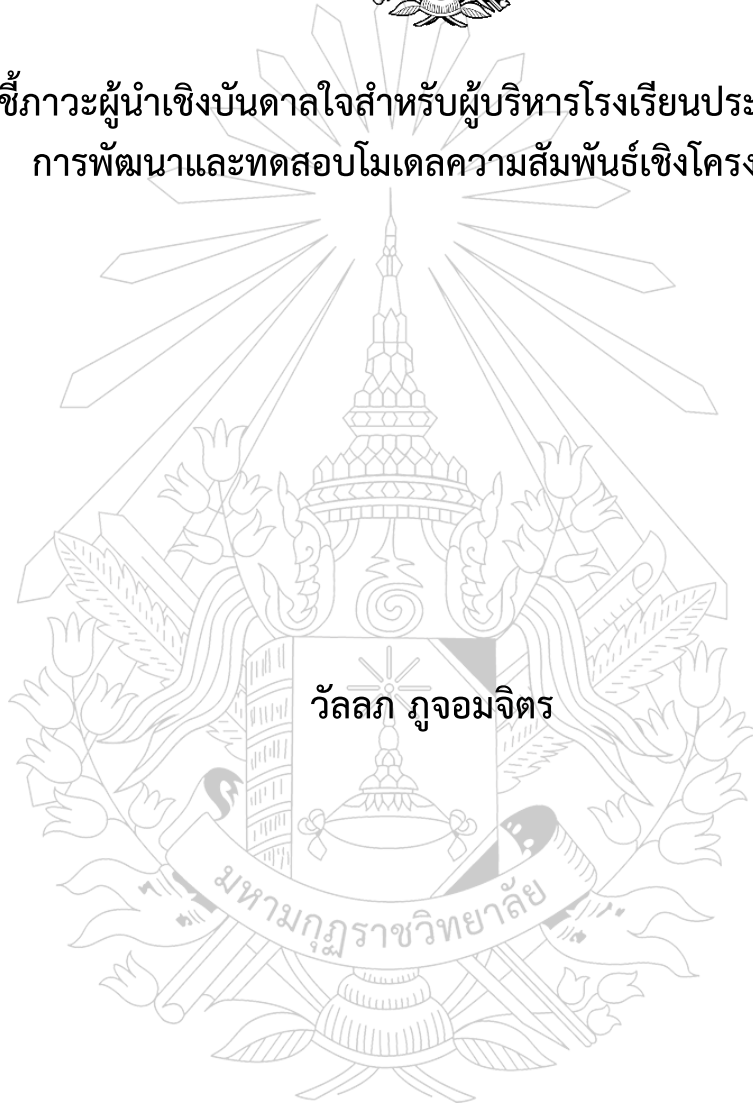 ชี้ภาวะผู้นำเชิงบันดาลใจสำหรับผู้บริหารโรงเรียนประ
การพัฒนาและทดสอบโมเดลความสัมพันธ์เชิงโครง
วัลลภ ภูจอมจิตร
มหามกุฏราชวิทยาลัย